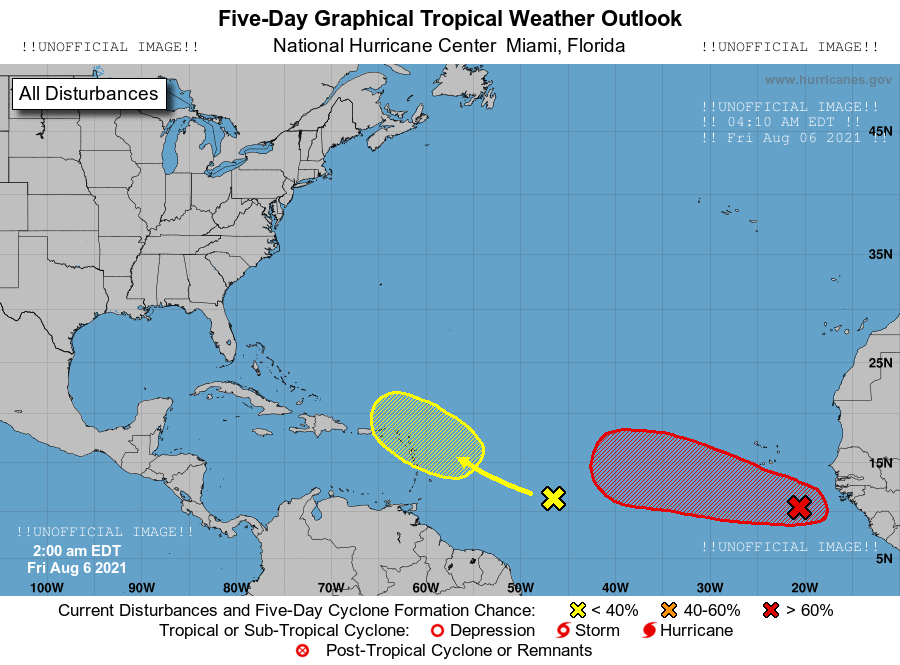 Five-Day Graphical Tropical Weather Outlook
!!UNOFFICIAL IMAGE!! National Hurricane Center Miami, Florida !!UNOFFICIAL IMAGE!!
www.hurricanes.gov
All Disturbances
!!UNOFFICIAL IMAGE!!
!! 04:10 AM EDT !!
!! Fri Aug 06 2021 !!
45N
35N
25N
15N
!!UNOFFICIAL IMAGE!!
!!UNOFFICIAL IMAGE!!
2:00 am EDT
5N
Fri Aug 6 2021
100W 90W 80W 70W 60W 50W 40W 30W 20W
Current Disturbances and Five-Day Cyclone Formation Chance: < 40% 40-60% > 60%
Tropical or Sub-Tropical Cyclone: Depression Storm Hurricane
Post-Tropical Cyclone or Remnants